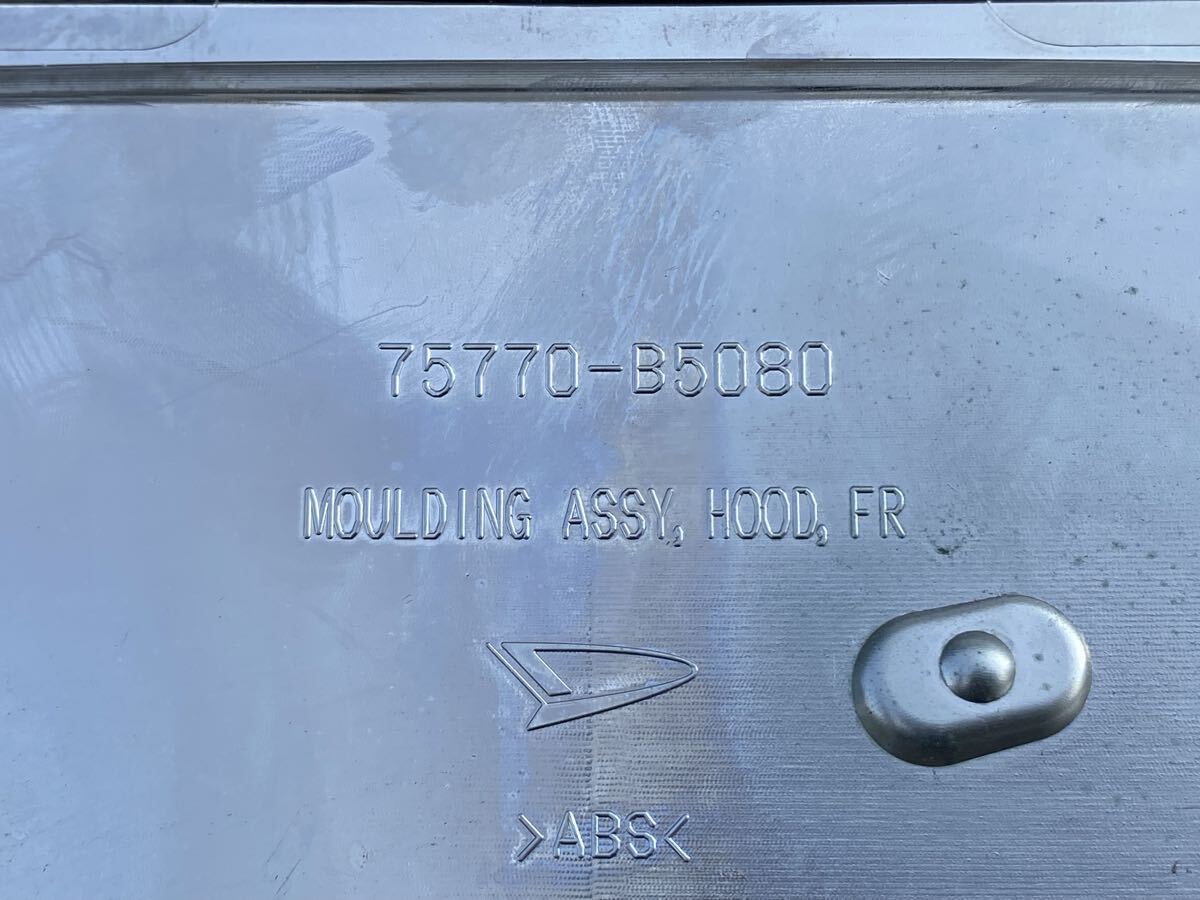 75770-B5080
MOULDING ASSY, HOOD, FR
>ABS<